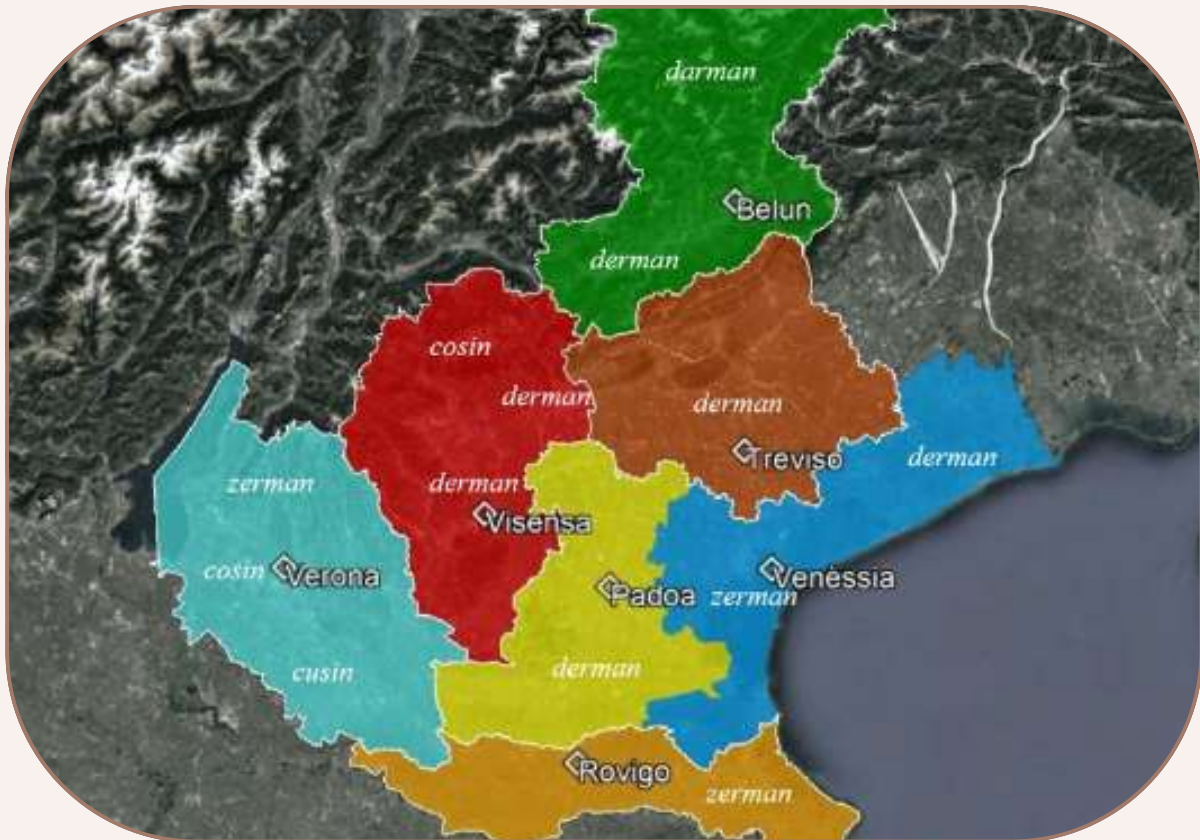 darman
Belun
derman
cosin
derman
derman
Treviso
derman
zerman
derman
Visensa
cosin
Verona
Padoa
Venèssia
zerman
cusin
derman
Rovigo
zerman